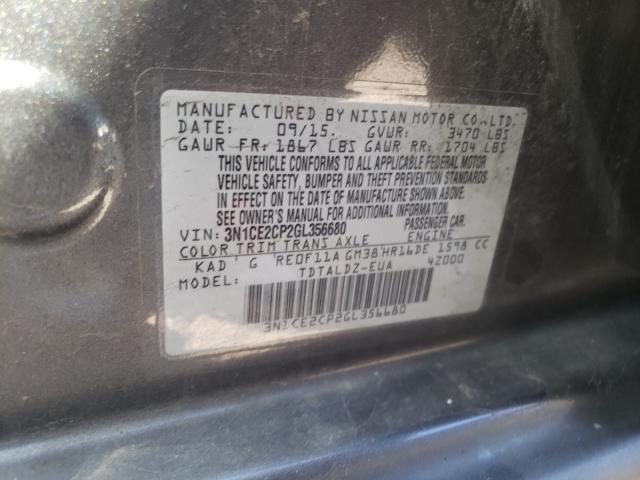 MANUFACTURED BY NISSAN MOTOR CO.,LTD.
DATE: 09/15. GVWR: 3470 LBS
GAWR FR: 1867 LBS GAWR RR: 1704 LBS
THIS VEHICLE CONFORMS TO ALL APPLICABLE FEDERAL MOTOR
VEHICLE SAFETY, BUMPER AND THEFT PREVENTION STANDARDS
IN EFFECT ON THE DATE OF MANUFACTURE SHOWN ABOVE.
SEE OWNER'S MANUAL FOR ADDITIONAL INFORMATION.
VIN: 3N1CE2CP2GL356680 PASSENGER CAR.
COLOR TRIM TRANS AXLE ENGINE
KAD ' G ' RE0F11A GM38 HR16DE 1598 CC
MODEL: TDTALDZ-EUA 4Z000
3N1CE2CP2GL356680